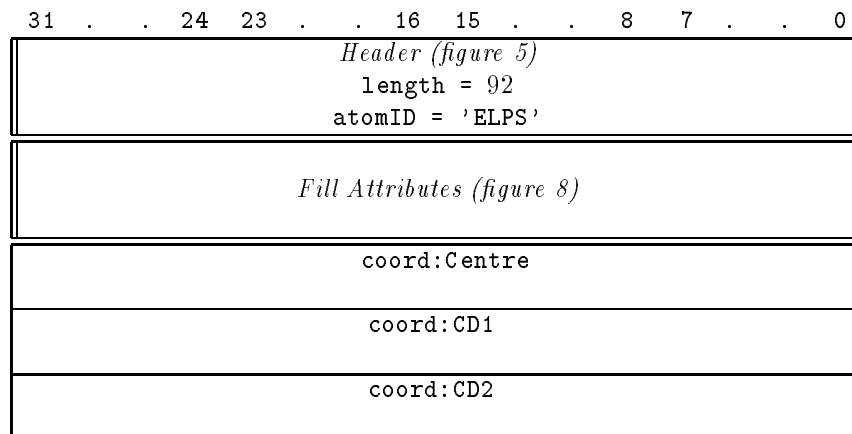 31 . . 24 23 . . 16 15 . . 8 7 . . 0
Header (figure 5)
length = 92
atomID = 'ELPS'
Fill Attributes (figure 8)
coord:Centre
coord:CD1
coord:CD2